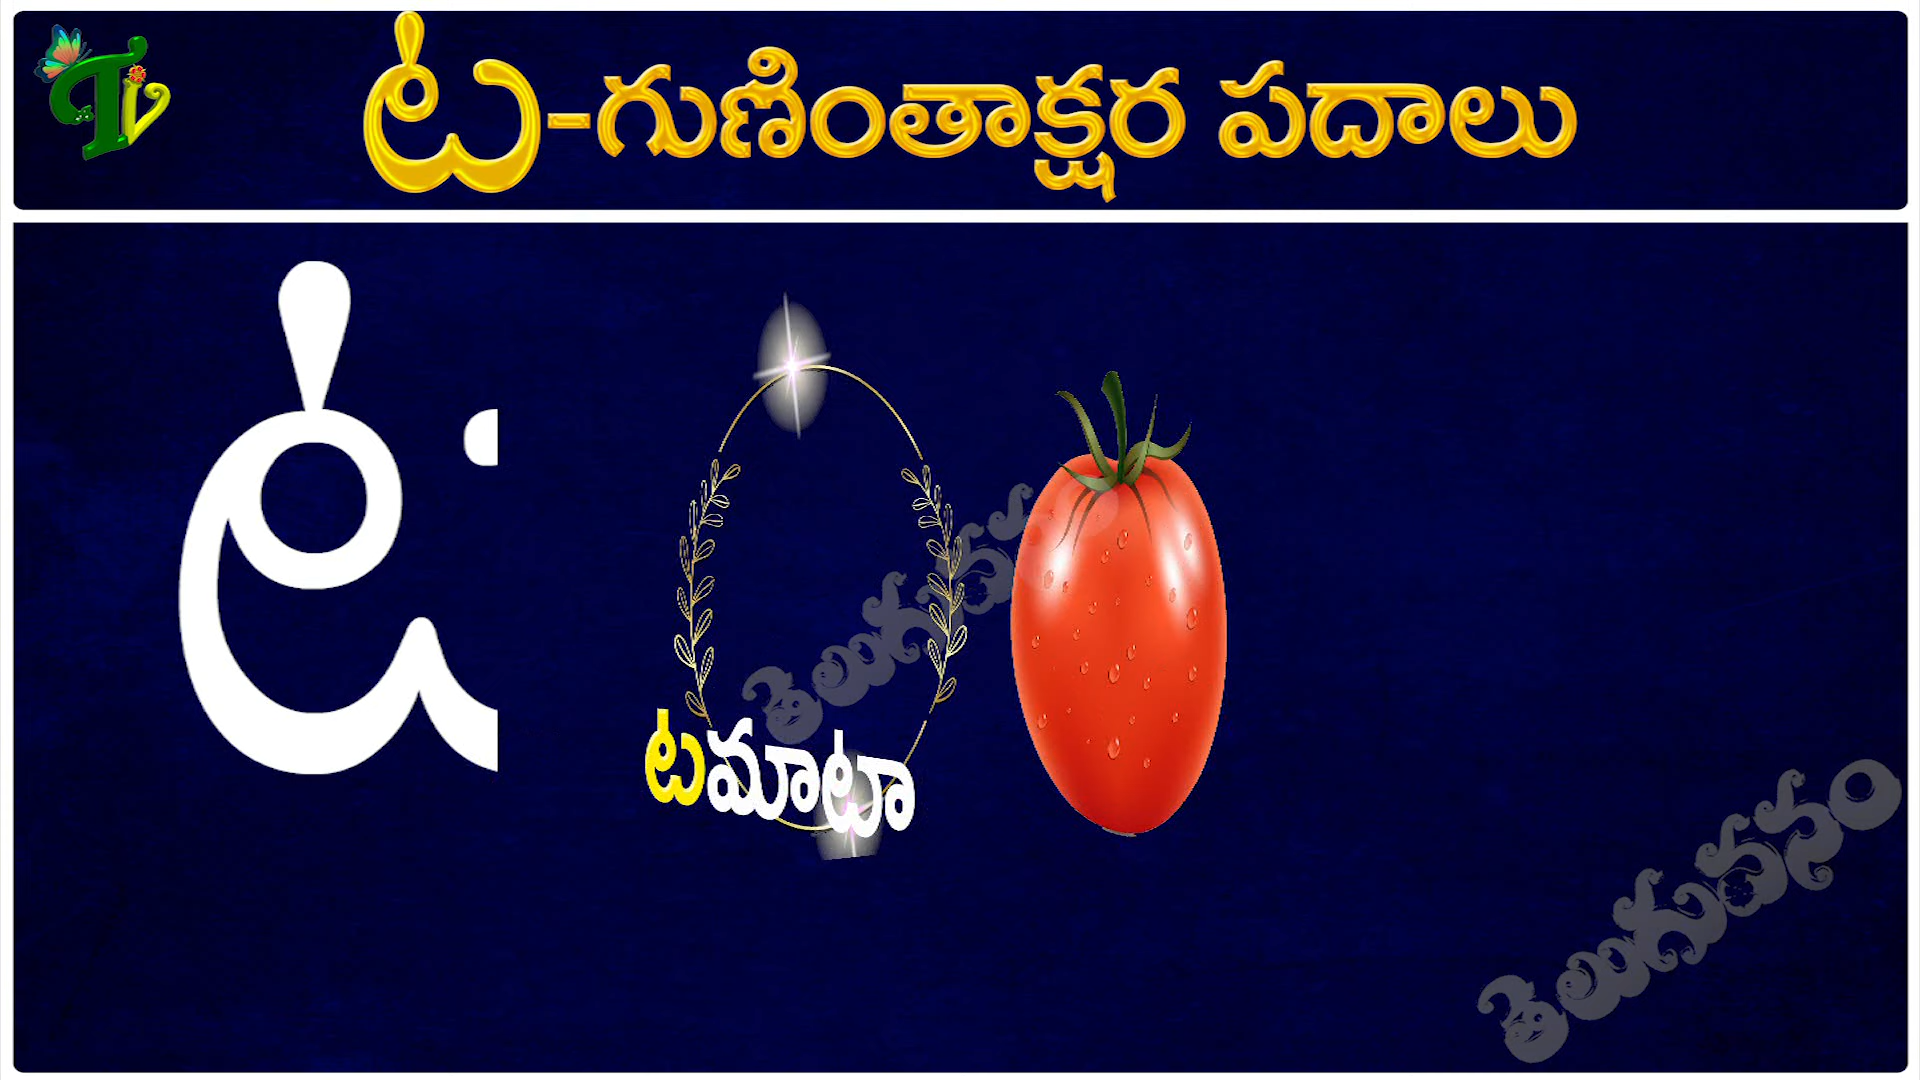 ట-గుణింతాక్షర పదాలు
ట
టమాటా
తెలుగువనం
తెలుగువనం